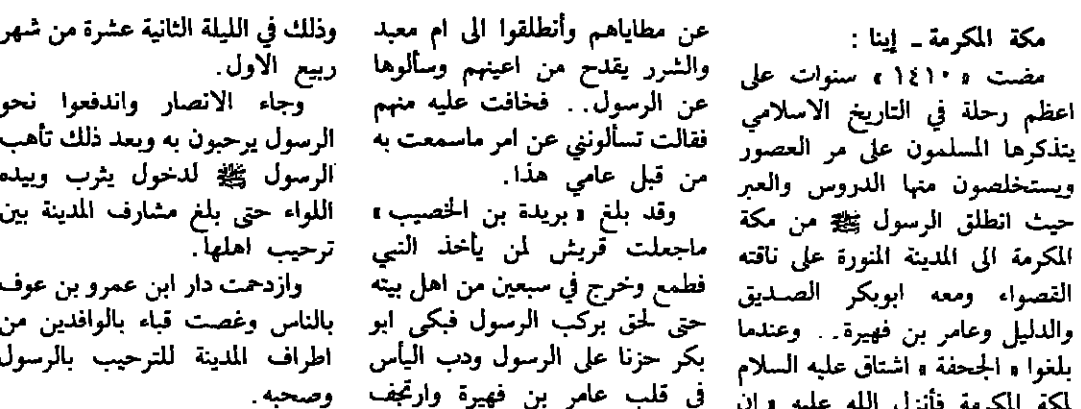 مكة المكرمة ـ إينا :
مضت « ١٤١٠ » سنوات على
اعظم رحلة في التاريخ الاسلامي
يتذكرها المسلمون على مر العصور
ويستخلصون منها الدروس والعبر
حيث انطلق الرسول ﷺ من مكة
المكرمة الى المدينة المنورة على ناقته
القصواء ومعه ابوبكر الصديق
والدليل وعامر بن فهيرة . . وعندما
بلغوا « الجحفة » اشتاق عليه السلام
لمكة المكرمة فأنزل الله عليه « ان
عن مطاياهم وأنطلقوا الى ام معبد
والشرر يقدح من اعينهم وسألوها
عن الرسول . . فخافت عليه منهم
فقالت تسألونني عن امر ماسمعت به
من قبل عامي هذا .
وقد بلغ « بريدة بن الخصيب »
ماجعلت قريش لمن يأخذ النبي
فطمع وخرج في سبعين من اهل بيته
حتى لحق بركب الرسول فبكى ابو
بكر حزنا على الرسول ودب اليأس
في قلب عامر بن فهيرة وارتجف
وذلك في الليلة الثانية عشرة من شهر
ربيع الأول .
وجاء الانصار واندفعوا نحو
الرسول يرحبون به وبعد ذلك تأهب
الرسول ﷺ لدخول يثرب وبيده
اللواء حتى بلغ مشارف المدينة بين
ترحيب اهلها .
وازدحمت دار ابن عمرو بن عوف
بالناس وغصت قباء بالوافدين من
اطراف المدينة للترحيب بالرسول
وصحبه .